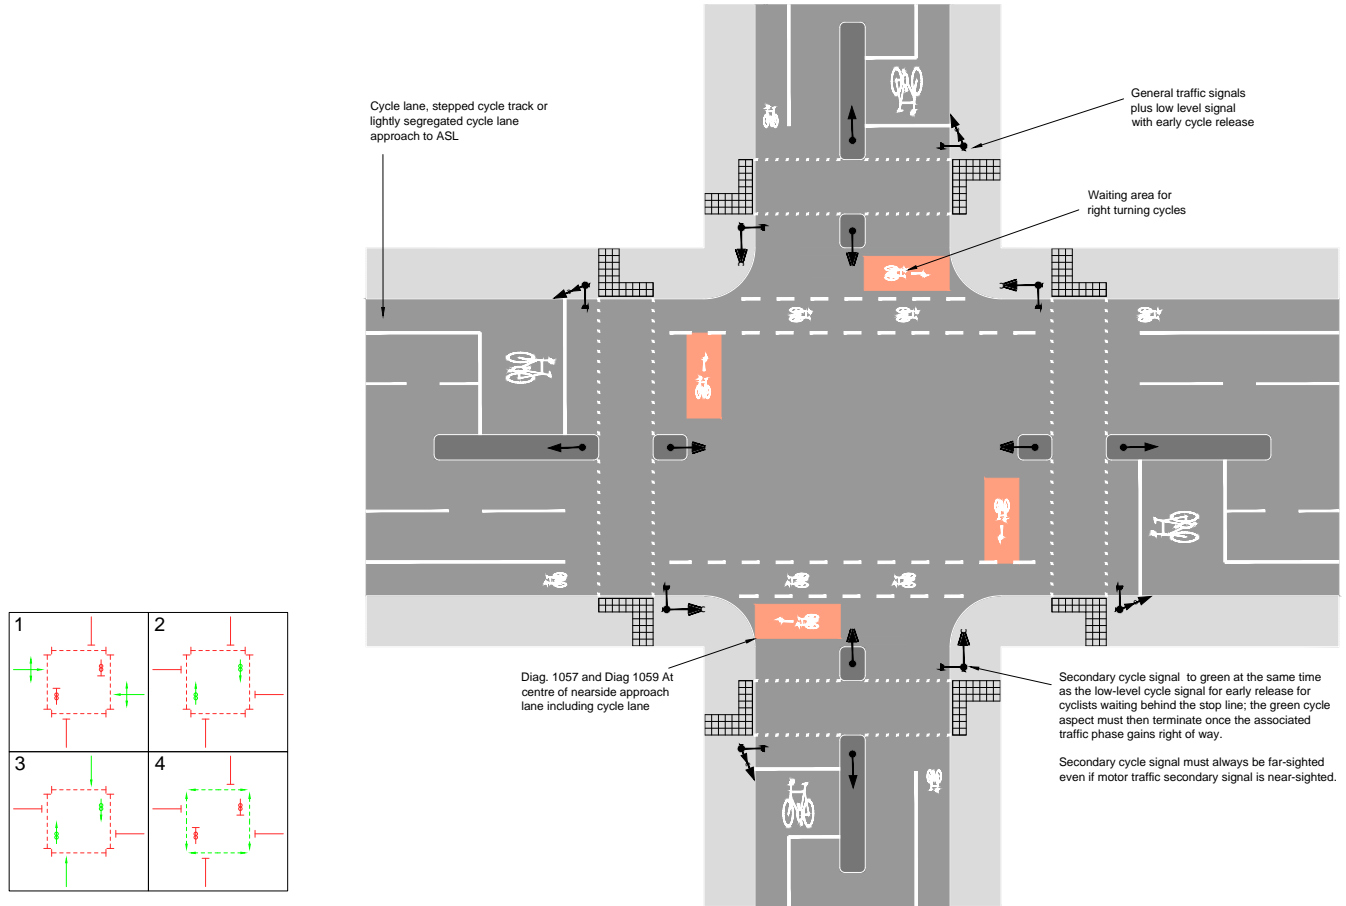 Cycle lane, stepped cycle track or
lightly segregated cycle lane
approach to ASL
General traffic signals
plus low level signal
with early cycle release
Waiting area for
right turning cycles
Diag. 1057 and Diag 1059 At
centre of nearside approach
lane including cycle lane
Secondary cycle signal to green at the same time
as the low-level cycle signal for early release for
cyclists waiting behind the stop line; the green cycle
aspect must then terminate once the associated
traffic phase gains right of way.
Secondary cycle signal must always be far-sighted
even if motor traffic secondary signal is near-sighted.
1
2
3
4